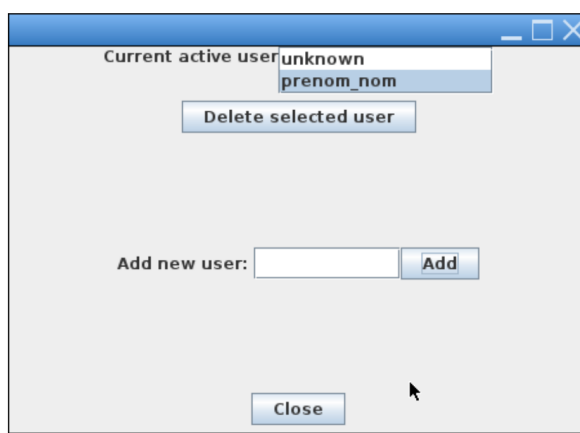 Current active user unknown
prenom_nom
Delete selected user
Add new user: Add
Close